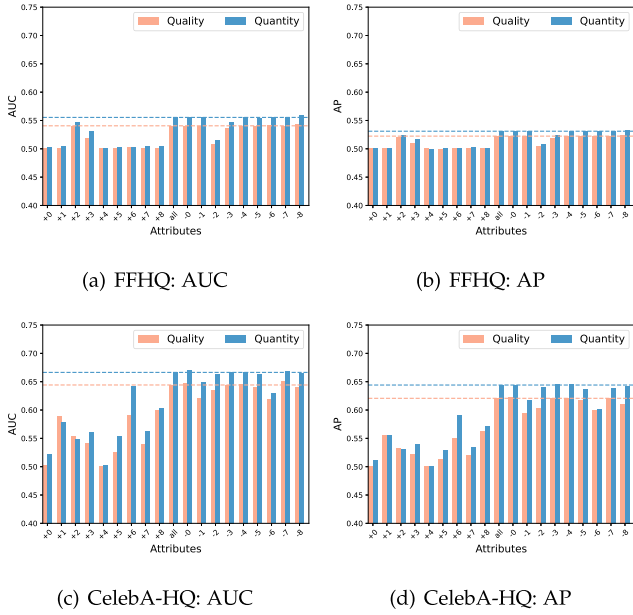 0.75
0.70
0.65
0.60
0.55
0.50
0.45
0.40
AUC
Quality Quantity
+0 +1 +2 +3 +4 +5 +6 +7 +8 all -0 -1 -2 -3 -4 -5 -6 -7 -8
Attributes
(a) FFHQ: AUC
0.75
0.70
0.65
0.60
0.55
0.50
0.45
0.40
AP
Quality Quantity
+0 +1 +2 +3 +4 +5 +6 +7 +8 all -0 -1 -2 -3 -4 -5 -6 -7 -8
Attributes
(b) FFHQ: AP
0.75
0.70
0.65
0.60
0.55
0.50
0.45
0.40
AUC
Quality Quantity
+0 +1 +2 +3 +4 +5 +6 +7 +8 all -0 -1 -2 -3 -4 -5 -6 -7 -8
Attributes
(c) CelebA-HQ: AUC
0.75
0.70
0.65
0.60
0.55
0.50
0.45
0.40
AP
Quality Quantity
+0 +1 +2 +3 +4 +5 +6 +7 +8 all -0 -1 -2 -3 -4 -5 -6 -7 -8
Attributes
(d) CelebA-HQ: AP